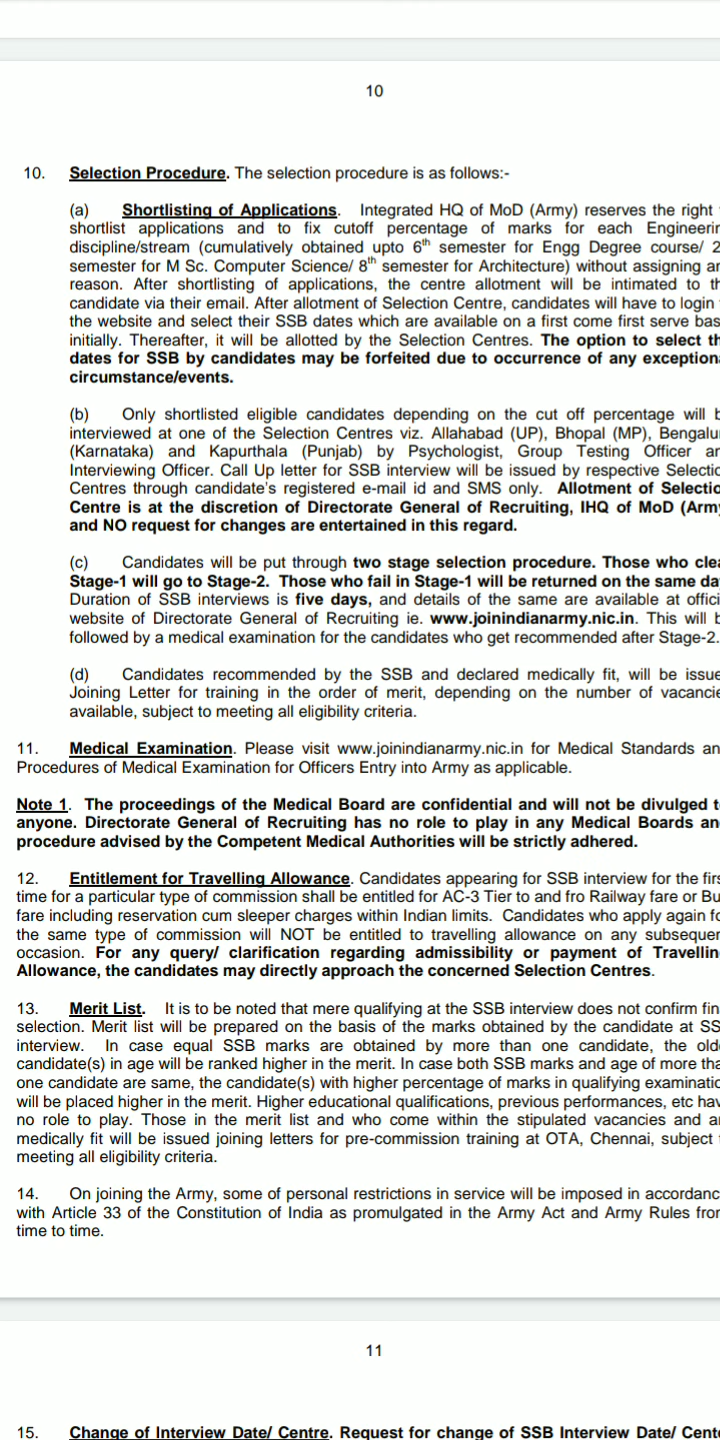 10
10. Selection Procedure. The selection procedure is as follows:-
(a) Shortlisting of Applications. Integrated HQ of MoD (Army) reserves the right
shortlist applications and to fix cutoff percentage of marks for each
discipline/stream (cumulatively obtained upto 6th semester for Engg Degree course/ 2
semester for M Sc. Computer Science/ 8th semester for Architecture) without assigning
reason. After shortlisting of applications, the centre allotment will be intimated to
candidate via their email. After allotment of Selection Centre, candidates will have to login
the website and select their SSB dates which are available on a first come first serve
initially. Thereafter, it will be allotted by the Selection Centres. The option to select
dates for SSB by candidates may be forfeited due to occurrence of any
circumstance/events.
(b) Only shortlisted eligible candidates depending on the cut off percentage will
interviewed at one of the Selection Centres viz. Allahabad (UP), Bhopal (MP),
(Karnataka) and Kapurthala (Punjab) by Psychologist, Group Testing Officer
Interviewing Officer. Call Up letter for SSB interview will be issued by respective
Centres through candidate's registered e-mail id and SMS only. Allotment of
Centre is at the discretion of Directorate General of Recruiting, IHQ of MoD (Army
and NO request for changes are entertained in this regard.
(c) Candidates will be put through two stage selection procedure. Those who
Stage-1 will go to Stage-2. Those who fail in Stage-1 will be returned on the same
Duration of SSB interviews is five days, and details of the same are available at
website of Directorate General of Recruiting ie. www.joinindianarmy.nic.in. This will
followed by a medical examination for the candidates who get recommended after Stage-2.
(d) Candidates recommended by the SSB and declared medically fit, will be
Joining Letter for training in the order of merit, depending on the number of
available, subject to meeting all eligibility criteria.
11. Medical Examination. Please visit www.joinindianarmy.nic.in for Medical Standards
Procedures of Medical Examination for Officers Entry into Army as applicable.
Note 1. The proceedings of the Medical Board are confidential and will not be divulged
anyone. Directorate General of Recruiting has no role to play in any Medical Boards
procedure advised by the Competent Medical Authorities will be strictly adhered.
12. Entitlement for Travelling Allowance. Candidates appearing for SSB interview for the
time for a particular type of commission shall be entitled for AC-3 Tier to and fro Railway fare or
fare including reservation cum sleeper charges within Indian limits. Candidates who apply again
the same type of commission will NOT be entitled to travelling allowance on any
occasion. For any query/ clarification regarding admissibility or payment of
Allowance, the candidates may directly approach the concerned Selection Centres.
13. Merit List. It is to be noted that mere qualifying at the SSB interview does not confirm
selection. Merit list will be prepared on the basis of the marks obtained by the candidate at
interview. In case equal SSB marks are obtained by more than one candidate, the
candidate(s) in age will be ranked higher in the merit. In case both SSB marks and age of more
one candidate are same, the candidate(s) with higher percentage of marks in qualifying
will be placed higher in the merit. Higher educational qualifications, previous performances, etc
no role to play. Those in the merit list and who come within the stipulated vacancies and
medically fit will be issued joining letters for pre-commission training at OTA, Chennai, subject
meeting all eligibility criteria.
14. On joining the Army, some of personal restrictions in service will be imposed in
with Article 33 of the Constitution of India as promulgated in the Army Act and Army Rules
time to time.
11
15. Change of Interview Date/ Centre. Request for change of SSB Interview Date/